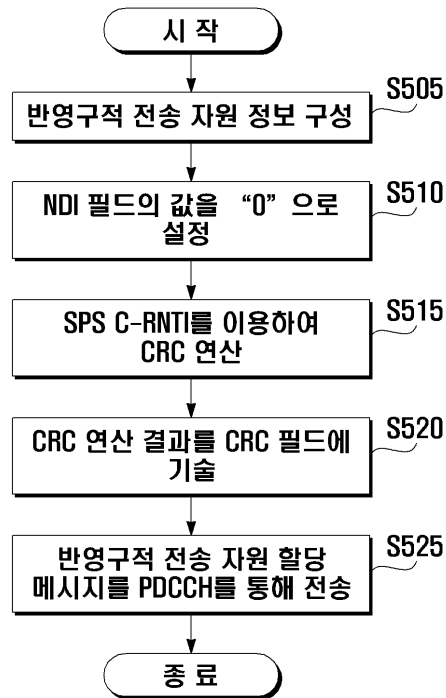 시 작
S505
반영구적 전송 자원 정보 구성
S510
NDI 필드의 값을 “0” 으로
설정
S515
SPS C-RNTI를 이용하여
CRC 연산
S520
CRC 연산 결과를 CRC 필드에
기술
S525
반영구적 전송 자원 할당
메시지를 PDCCH를 통해 전송
종 료